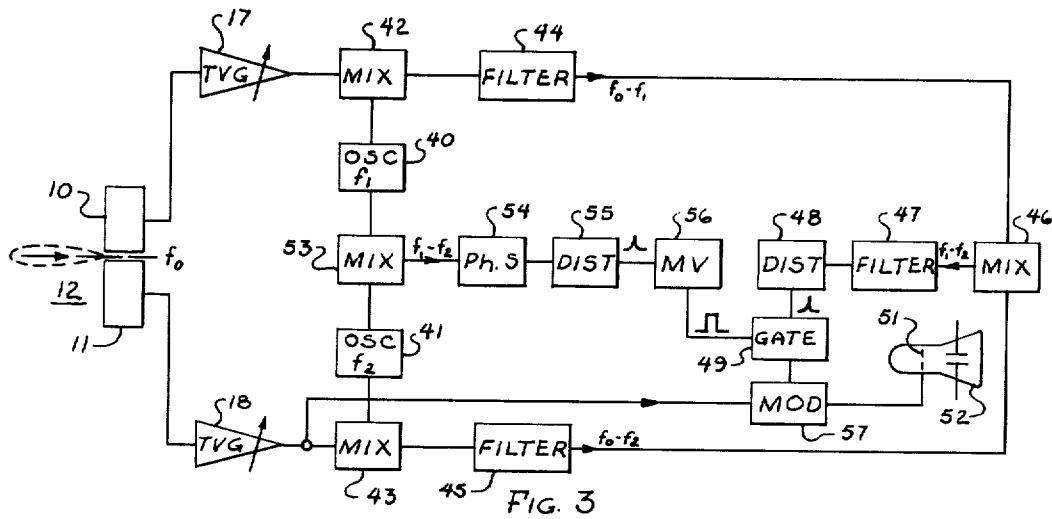 17
TVG
42
MIX
44
FILTER
f₀-f₁
40
OSC
f₁
10
f₀
12
11
53
MIX
f₁-f₂
54
Ph.S
55
DIST
56
MV
48
DIST
47
FILTER
f₁-f₂
46
MIX
41
OSC
f₂
49
GATE
51
52
18
TVG
MIX
43
FILTER
45
f₀-f₂
MOD
57
FIG. 3